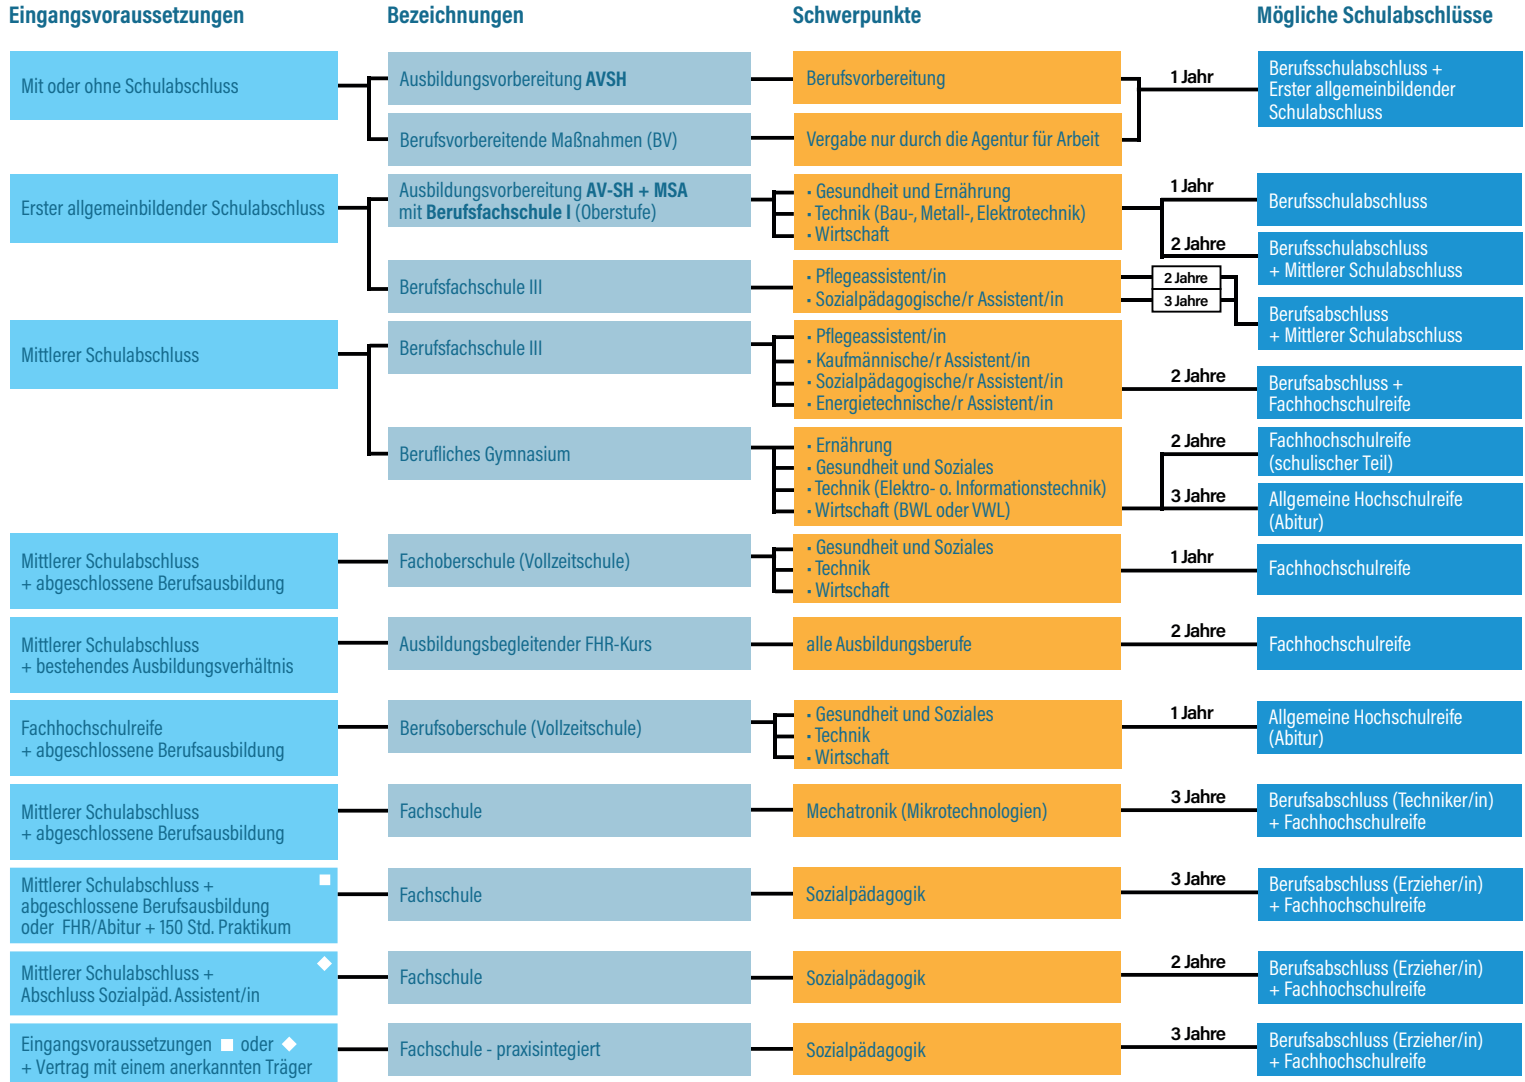 Eingangsvoraussetzungen
Bezeichnungen
Schwerpunkte
Mögliche Schulabschlüsse
Mit oder ohne Schulabschluss
Ausbildungsvorbereitung AVSH
Berufsvorbereitung
1 Jahr
Berufsschulabschluss +
Erster allgemeinbildender
Schulabschluss
Berufsvorbereitende Maßnahmen (BV)
Vergabe nur durch die Agentur für Arbeit
Erster allgemeinbildender Schulabschluss
Ausbildungsvorbereitung AV-SH + MSA
mit Berufsfachschule I (Oberstufe)
· Gesundheit und Ernährung
· Technik (Bau-, Metall-, Elektrotechnik)
· Wirtschaft
1 Jahr
Berufsschulabschluss
2 Jahre
Berufsschulabschluss
+ Mittlerer Schulabschluss
Berufsfachschule III
· Pflegeassistent/in
· Sozialpädagogische/r Assistent/in
2 Jahre
3 Jahre
Berufsabschluss
+ Mittlerer Schulabschluss
Mittlerer Schulabschluss
Berufsfachschule III
· Pflegeassistent/in
· Kaufmännische/r Assistent/in
· Sozialpädagogische/r Assistent/in
· Energietechnische/r Assistent/in
2 Jahre
Berufsabschluss +
Fachhochschulreife
Berufliches Gymnasium
· Ernährung
· Gesundheit und Soziales
· Technik (Elektro- o. Informationstechnik)
· Wirtschaft (BWL oder VWL)
2 Jahre
Fachhochschulreife
(schulischer Teil)
3 Jahre
Allgemeine Hochschulreife
(Abitur)
Mittlerer Schulabschluss
+ abgeschlossene Berufsausbildung
Fachoberschule (Vollzeitschule)
· Gesundheit und Soziales
· Technik
· Wirtschaft
1 Jahr
Fachhochschulreife
Mittlerer Schulabschluss
+ bestehendes Ausbildungsverhältnis
Ausbildungsbegleitender FHR-Kurs
alle Ausbildungsberufe
2 Jahre
Fachhochschulreife
Fachhochschulreife
+ abgeschlossene Berufsausbildung
Berufsoberschule (Vollzeitschule)
· Gesundheit und Soziales
· Technik
· Wirtschaft
1 Jahr
Allgemeine Hochschulreife
(Abitur)
Mittlerer Schulabschluss
+ abgeschlossene Berufsausbildung
Fachschule
Mechatronik (Mikrotechnologien)
3 Jahre
Berufsabschluss (Techniker/in)
+ Fachhochschulreife
Mittlerer Schulabschluss +
abgeschlossene Berufsausbildung
oder FHR/Abitur + 150 Std. Praktikum
Fachschule
Sozialpädagogik
3 Jahre
Berufsabschluss (Erzieher/in)
+ Fachhochschulreife
Mittlerer Schulabschluss +
Abschluss Sozialpäd. Assistent/in
Fachschule
Sozialpädagogik
2 Jahre
Berufsabschluss (Erzieher/in)
+ Fachhochschulreife
Eingangsvoraussetzungen ■ oder ◆
+ Vertrag mit einem anerkannten Träger
Fachschule - praxisintegiert
Sozialpädagogik
3 Jahre
Berufsabschluss (Erzieher/in)
+ Fachhochschulreife